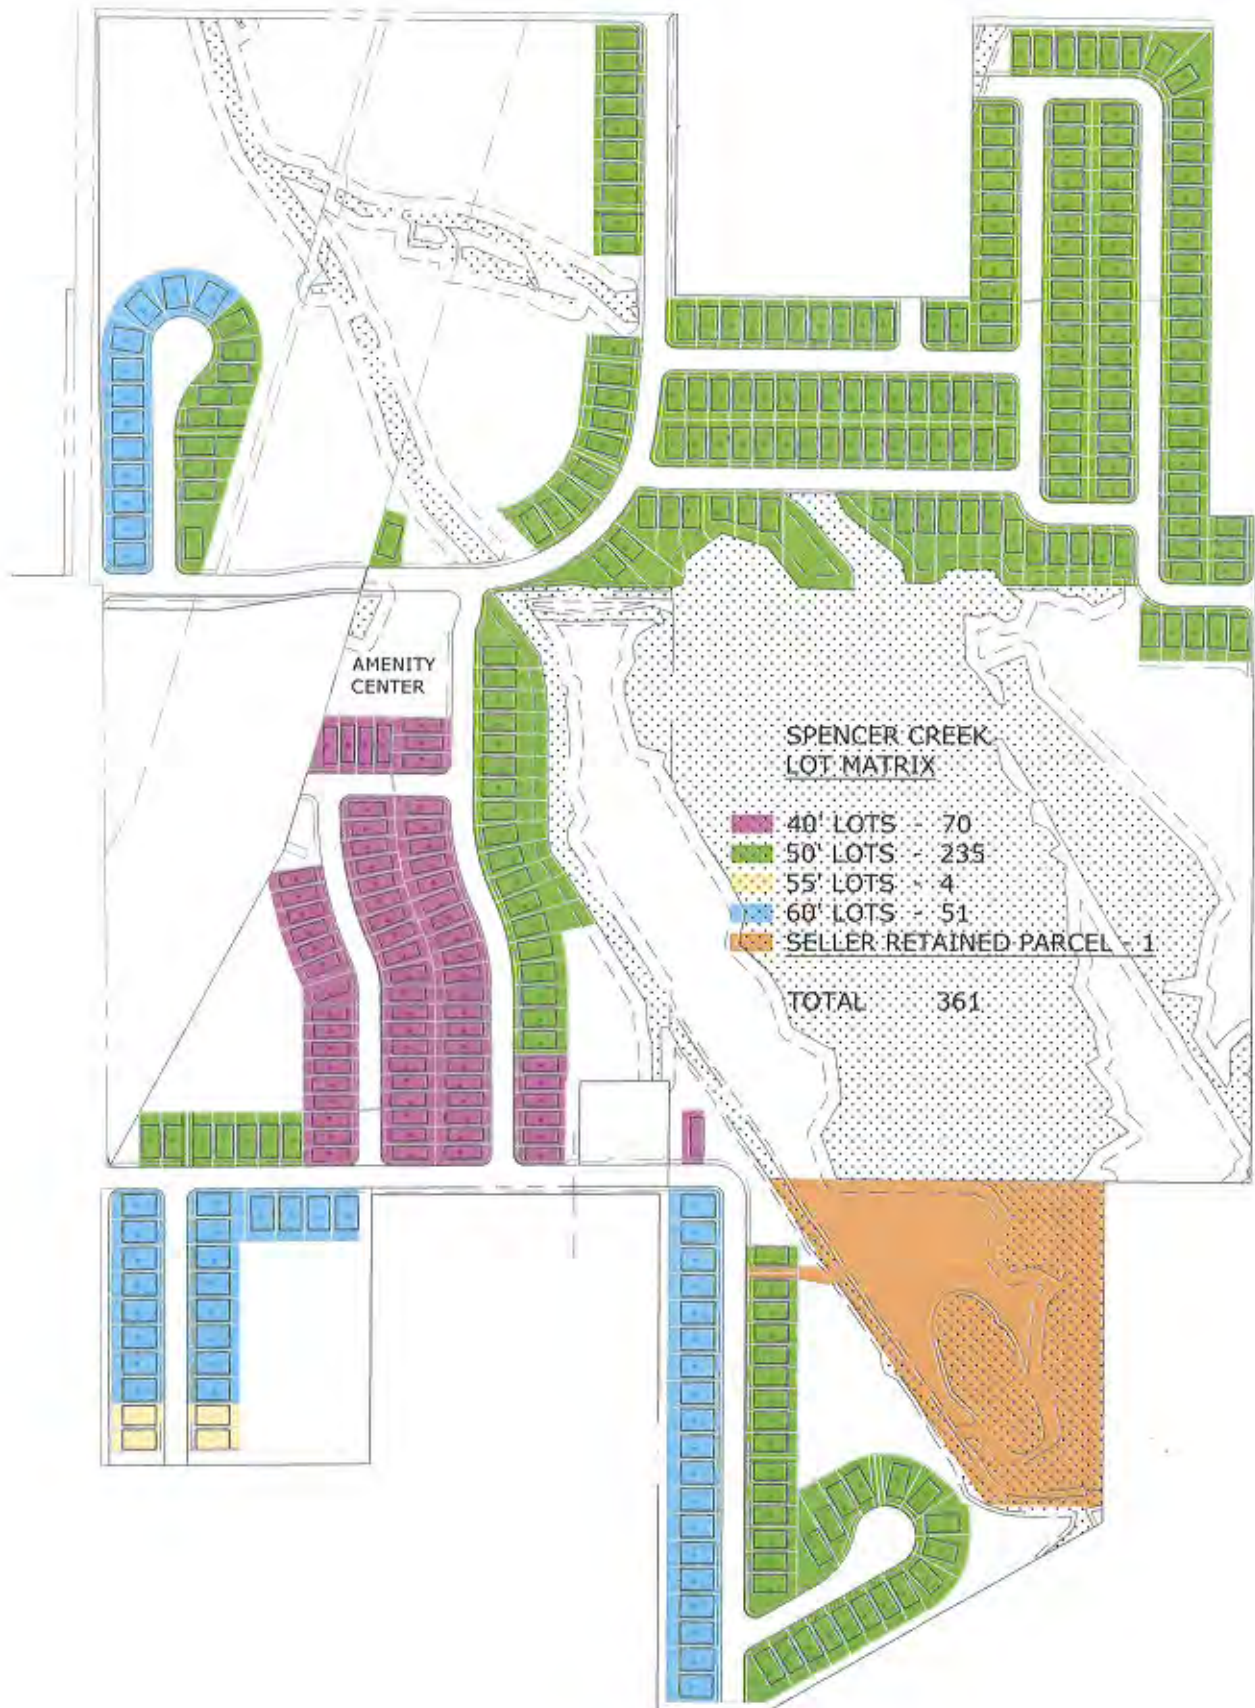 AMENITY
CENTER
SPENCER CREEK
LOT MATRIX
40' LOTS - 70
50' LOTS - 235
55' LOTS - 4
60' LOTS - 51
SELLER RETAINED PARCEL - 1
TOTAL 361